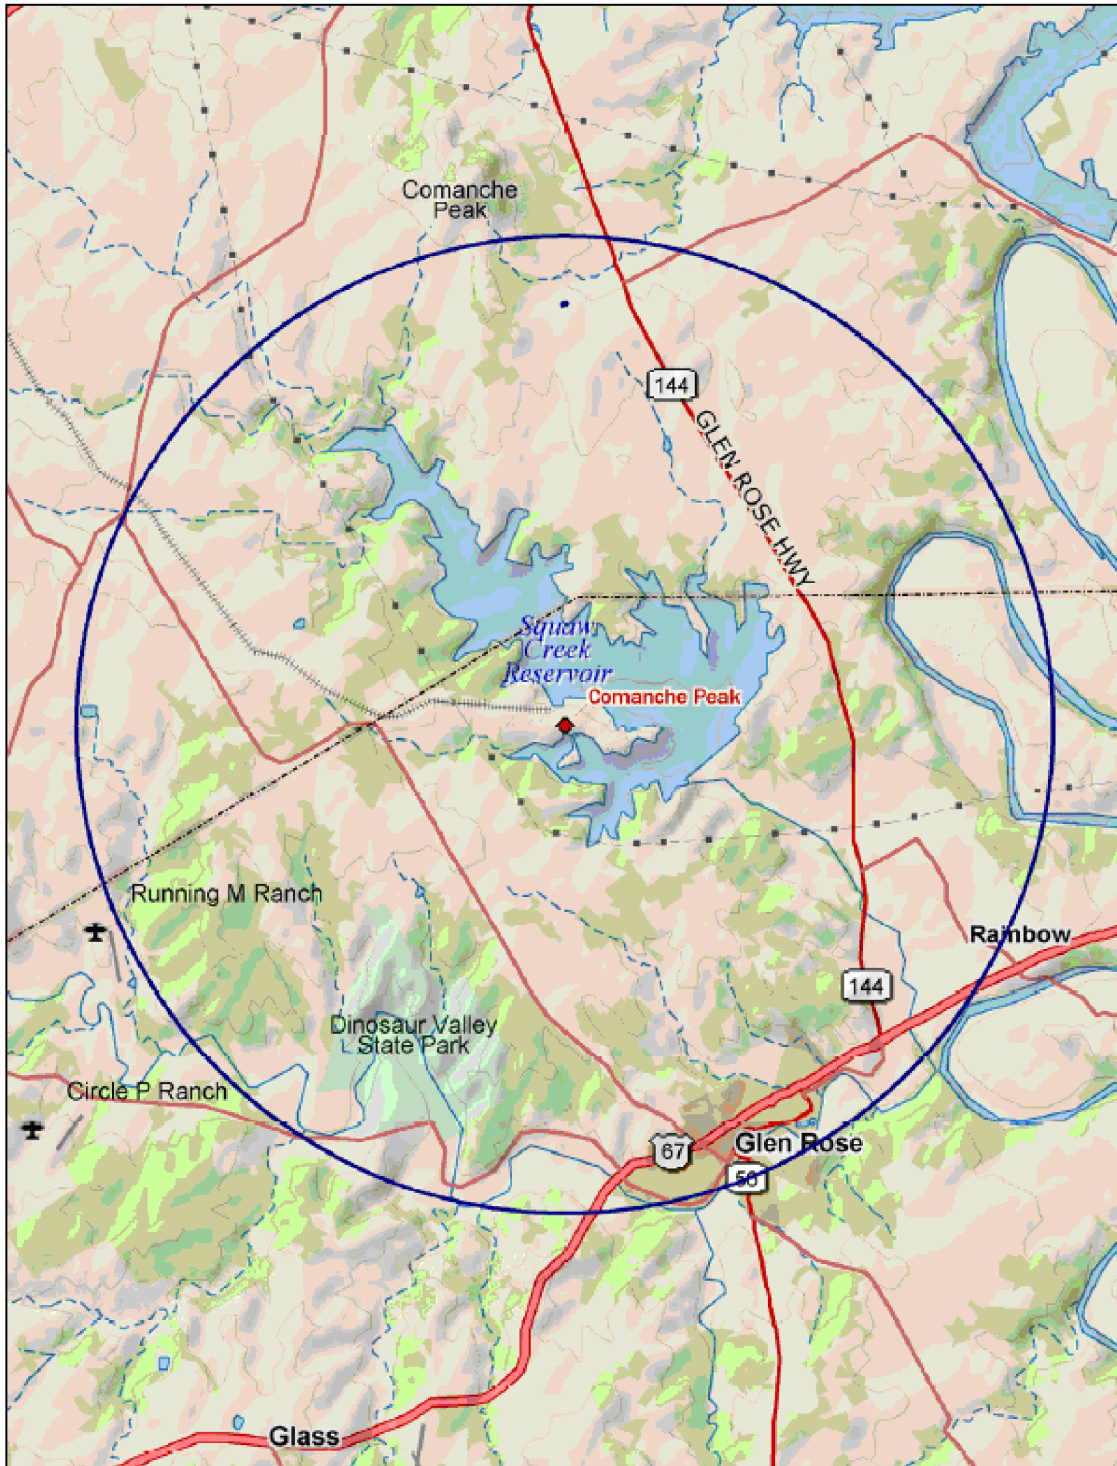 Comanche
Peak
144
GLEN ROSE HWY
Squaw
Creek
Reservoir
Comanche Peak
Running M Ranch
Rainbow
144
Dinosaur Valley
State Park
Circle P Ranch
67
Glen Rose
56
Glass